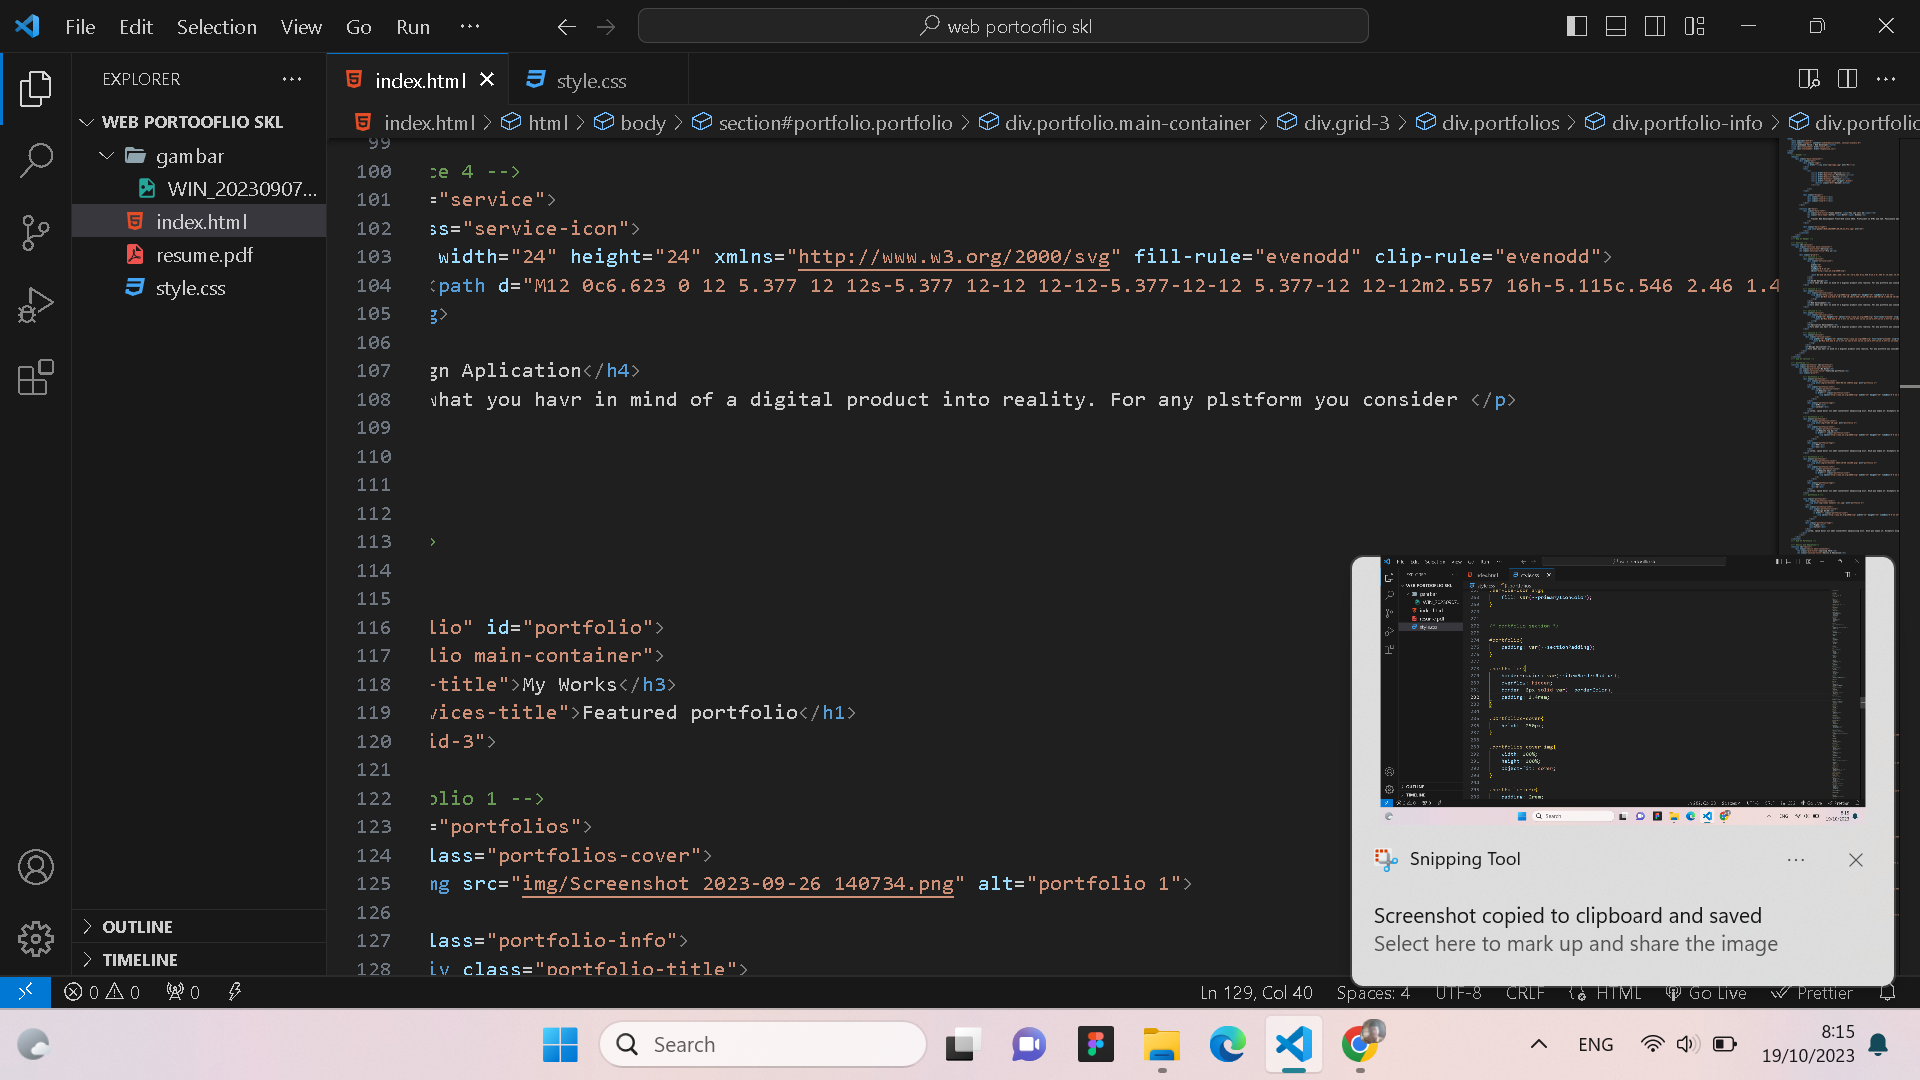 File Edit Selection View Go Run ···
web portooflio skl
EXPLORER
WEB PORTOOFLIO SKL
gambar
WIN_20230907...
index.html
resume.pdf
style.css
OUTLINE
TIMELINE
index.html
style.css
index.html > html > body > section#portfolio.portfolio > div.portfolio.main-container > div.grid-3 > div.portfolios > div.portfolio-info > div.portfolio
99
100 ce 4 -->
101 ="service">
102 ss="service-icon">
103 width="24" height="24" xmlns="http://www.w3.org/2000/svg" fill-rule="evenodd" clip-rule="evenodd">
104 <path d="M12 0c6.623 0 12 5.377 12 12s-5.377 12-12 12-12-5.377-12-12 5.377-12 12-12m2.557 16h-5.115c.546 2.46 1.4
105 g>
106
107 gn Aplication</h4>
108 what you havr in mind of a digital product into reality. For any plstform you consider </p>
109
110
111
112
113 >
114
115
116 lio" id="portfolio">
117 lio main-container">
118 -title">My Works</h3>
119 vices-title">Featured portfolio</h1>
120 id-3">
121
122 olio 1 -->
123 ="portfolios">
124 lass="portfolios-cover">
125 mg src="img/Screenshot 2023-09-26 140734.png" alt="portfolio 1">
126
127 lass="portfolio-info">
128 iv class="portfolio-title">
Snipping Tool
Screenshot copied to clipboard and saved
Select here to mark up and share the image
0 0 0
Ln 129, Col 40 Spaces: 4 UTF-8 CRLF HTML Go Live Prettier
Search
ENG
8:15
19/10/2023